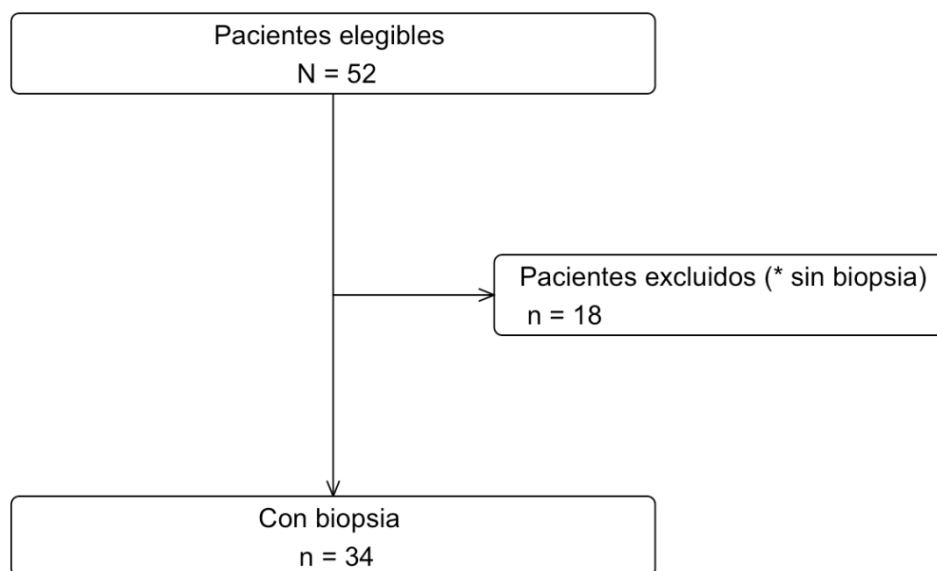 Pacientes elegibles
N = 52
Pacientes excluidos (* sin biopsia)
n = 18
Con biopsia
n = 34